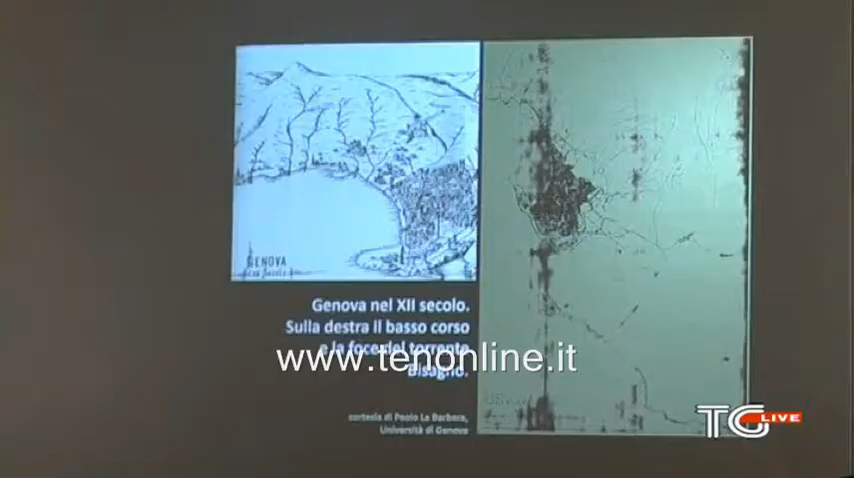 GENOVA
Genova nel XII secolo.
Sulla destra il basso corso
e la foce del torrente
Bisagno.
www.tenonline.it
cortesia di Paolo La Barbera,
Università di Genova
TG LIVE